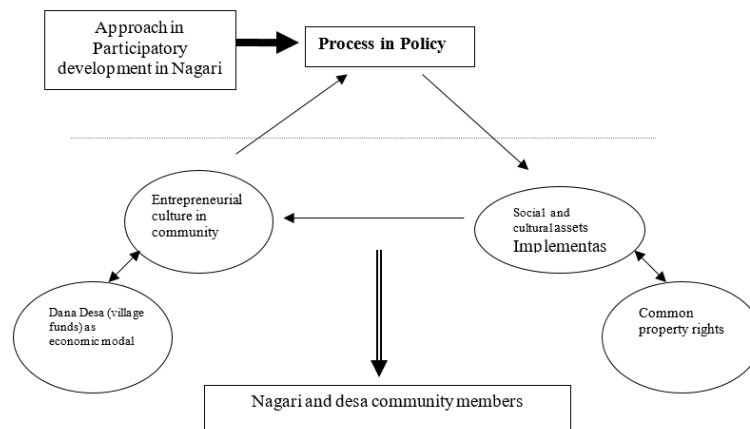 Approach in
Participatory
development in Nagari
Process in Policy
Entrepreneurial
culture in
community
Social and
cultural assets
Implementas
Dana Desa (village
funds) as
economic modal
Common
property rights
Nagari and desa community members